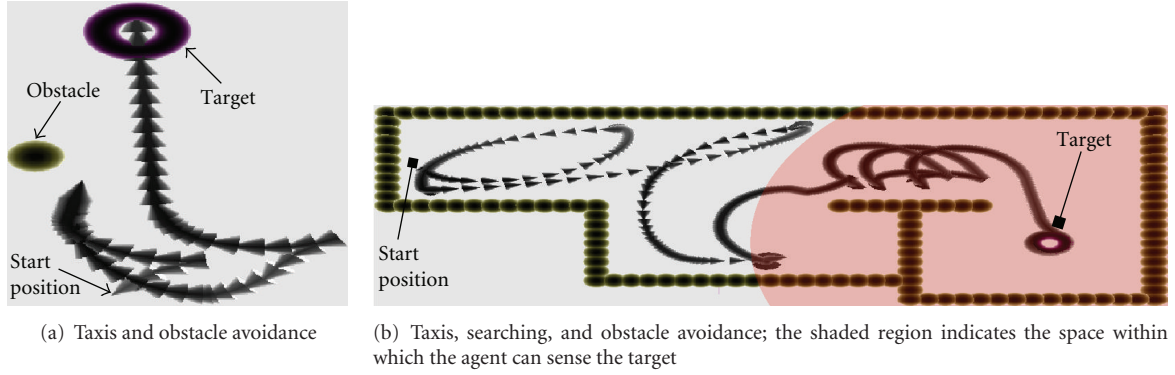 Obstacle
Target
Start
position
(a) Taxis and obstacle avoidance
Target
Start
position
(b) Taxis, searching, and obstacle avoidance; the shaded region indicates the space within
which the agent can sense the target